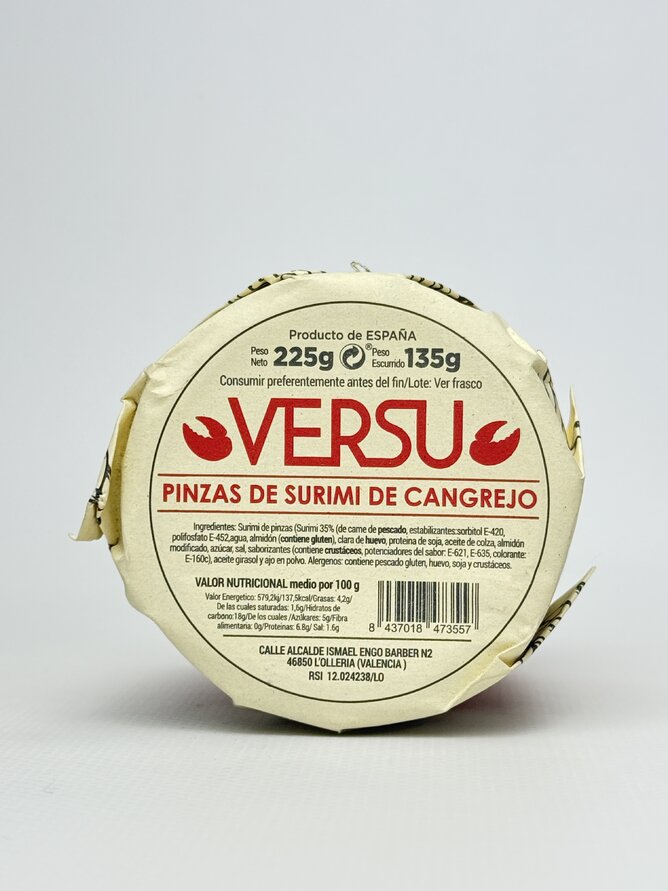 Producto de ESPAÑA
Peso Neto 225g ® Peso Escurrido 135g
Consumir preferentemente antes del fin/Lote: Ver frasco
VERSU
PINZAS DE SURIMI DE CANGREJO
Ingredientes: Surimi de pinzas (Surimi 35% (de carne de pescado, estabilizantes:sorbitol E-420,
polifosfato E-452,agua, almidón (contiene gluten), clara de huevo, proteina de soja, aceite de colza, almidón
modificado, azúcar, sal, saborizantes (contiene crustáceos, potenciadores del sabor: E-621, E-635, colorante:
E-160c), aceite girasol y ajo en polvo. Alergenos: contiene pescado gluten, huevo, soja y crustáceos.
VALOR NUTRICIONAL medio por 100 g
Valor Energetico: 579,2kj/137,5kcal/Grasas: 4,2g/
De las cuales saturadas: 1,6g/Hidratos de
carbono:18g/De los cuales /Azúkares: 5g/Fibra
alimentaria: 0g/Proteinas: 6.8g/ Sal: 1.6g
8 437018 473557
CALLE ALCALDE ISMAEL ENGO BARBER N2
46850 L'OLLERIA (VALENCIA )
RSI 12.024238/LO